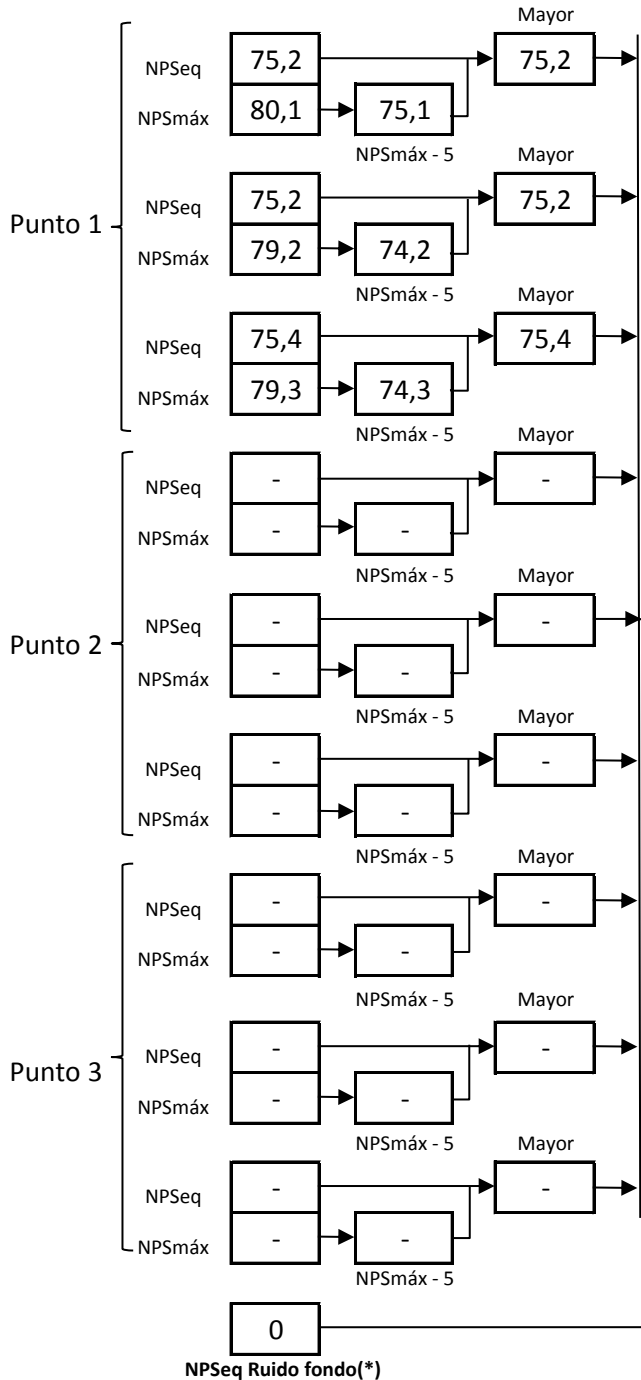 Mayor
NPSeq 75,2 75,2
NPSmáx 80,1 75,1
NPSmáx - 5 Mayor
Punto 1
NPSeq 75,2 75,2
NPSmáx 79,2 74,2
NPSmáx - 5 Mayor
NPSeq 75,4 75,4
NPSmáx 79,3 74,3
NPSmáx - 5 Mayor
NPSeq - -
NPSmáx - -
NPSmáx - 5 Mayor
Punto 2
NPSeq - -
NPSmáx - -
NPSmáx - 5 Mayor
NPSeq - -
NPSmáx - -
NPSmáx - 5 Mayor
NPSeq - -
NPSmáx - -
NPSmáx - 5 Mayor
Punto 3
NPSeq - -
NPSmáx - -
NPSmáx - 5 Mayor
NPSeq - -
NPSmáx - -
NPSmáx - 5
0
NPSeq Ruido fondo(*)